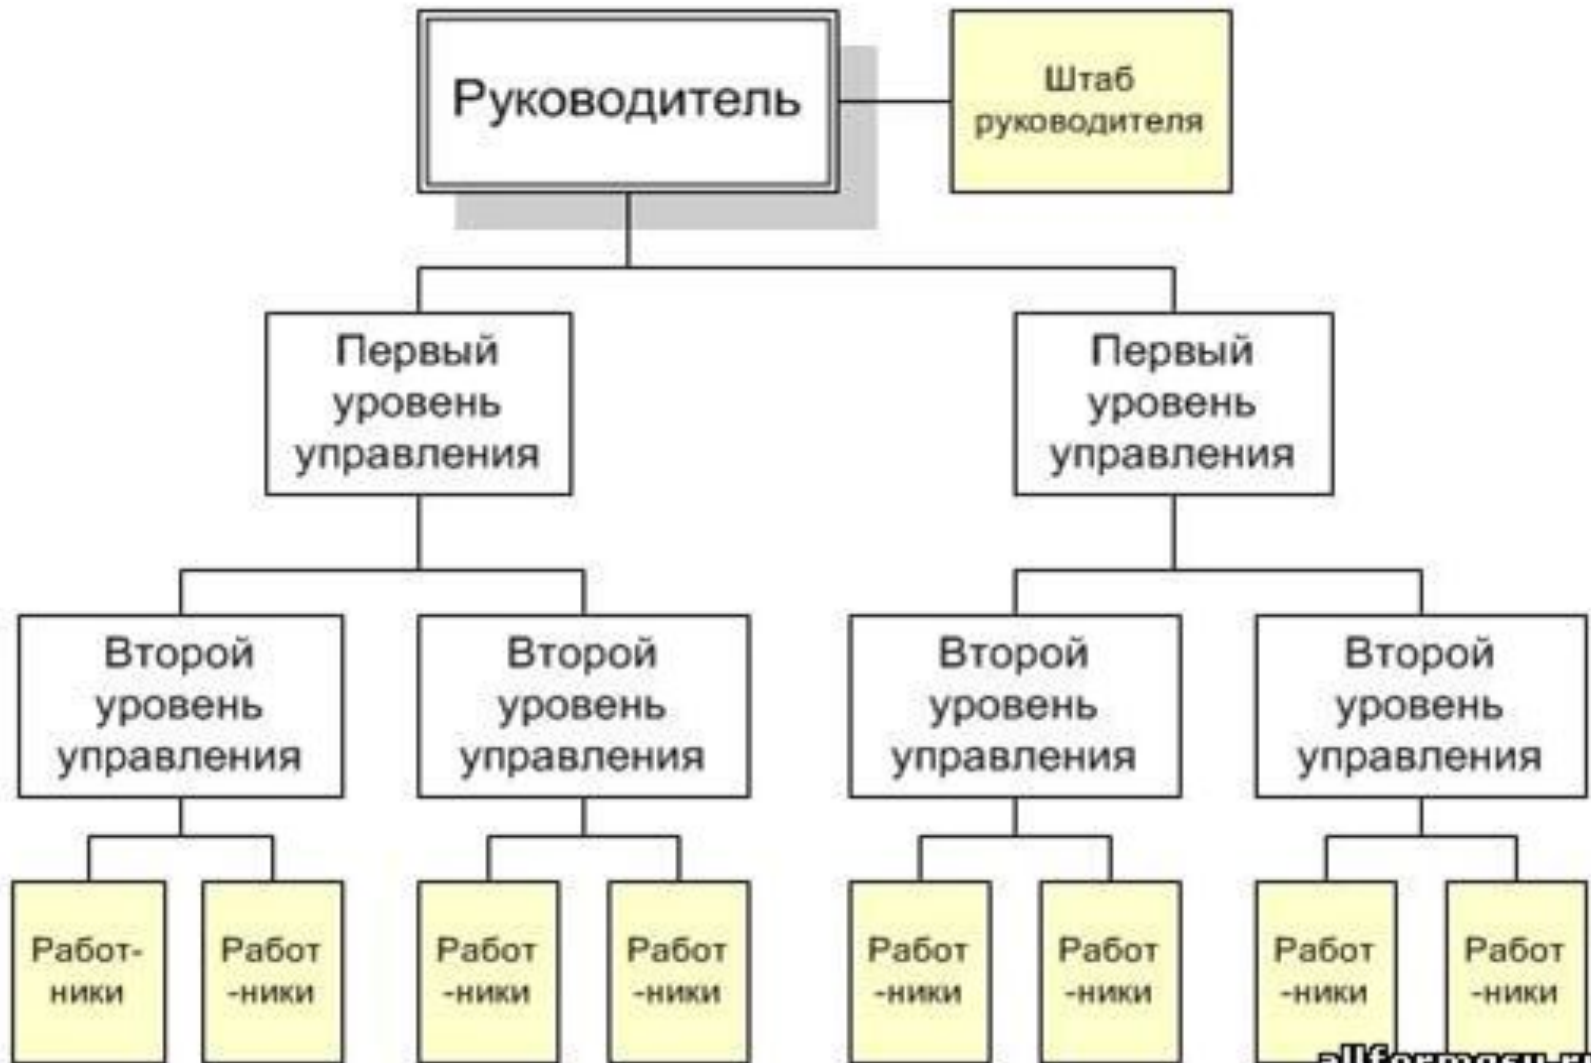 Руководитель
Штаб
руководителя
Первый
уровень
управления
Первый
уровень
управления
Второй
уровень
управления
Второй
уровень
управления
Второй
уровень
управления
Второй
уровень
управления
Работ-
ники
Работ
-ники
Работ
-ники
Работ
-ники
Работ
-ники
Работ
-ники
Работ
-ники
Работ
-ники